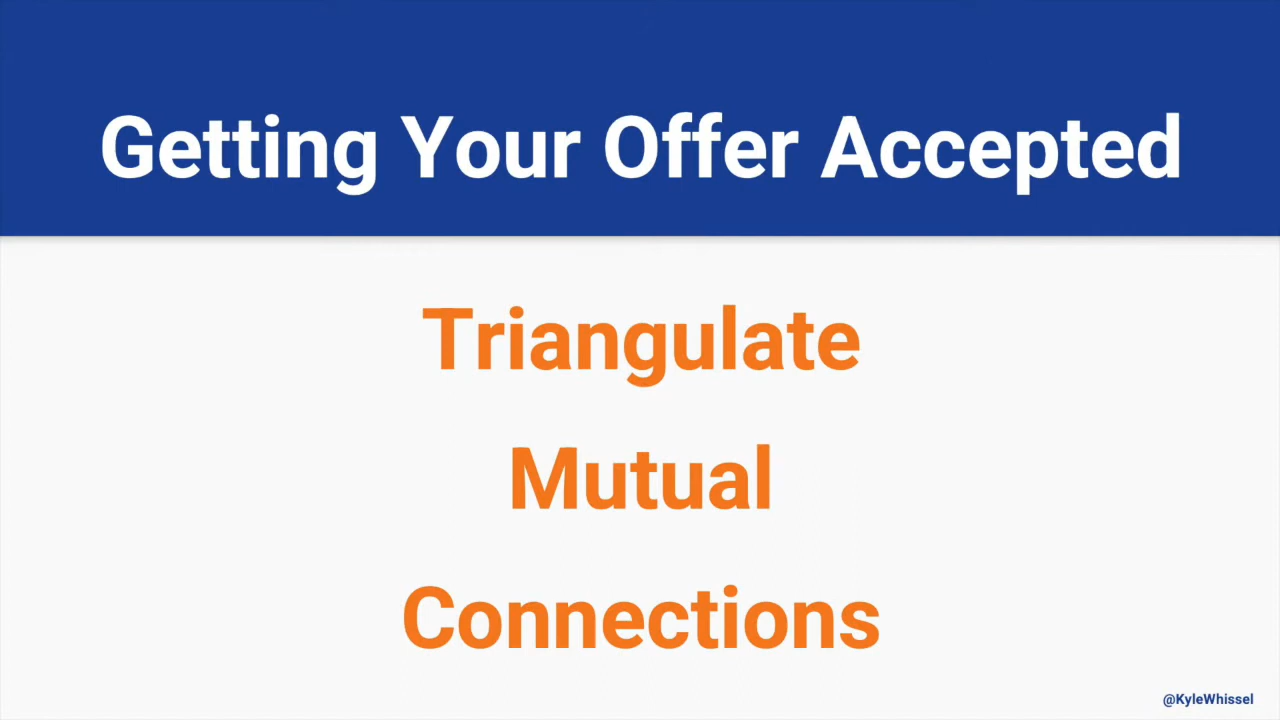 Getting Your Offer Accepted
Triangulate
Mutual
Connections
@KyleWhissel